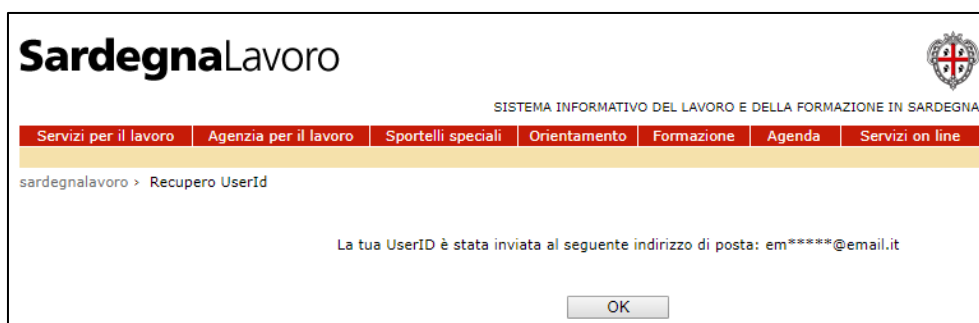 SardegnaLavoro
SISTEMA INFORMATIVO DEL LAVORO E DELLA FORMAZIONE IN SARDEGNA
Servizi per il lavoro Agenzia per il lavoro Sportelli speciali Orientamento Formazione Agenda Servizi on line
sardegnalavoro › Recupero UserId
La tua UserID è stata inviata al seguente indirizzo di posta: em*****@email.it
OK